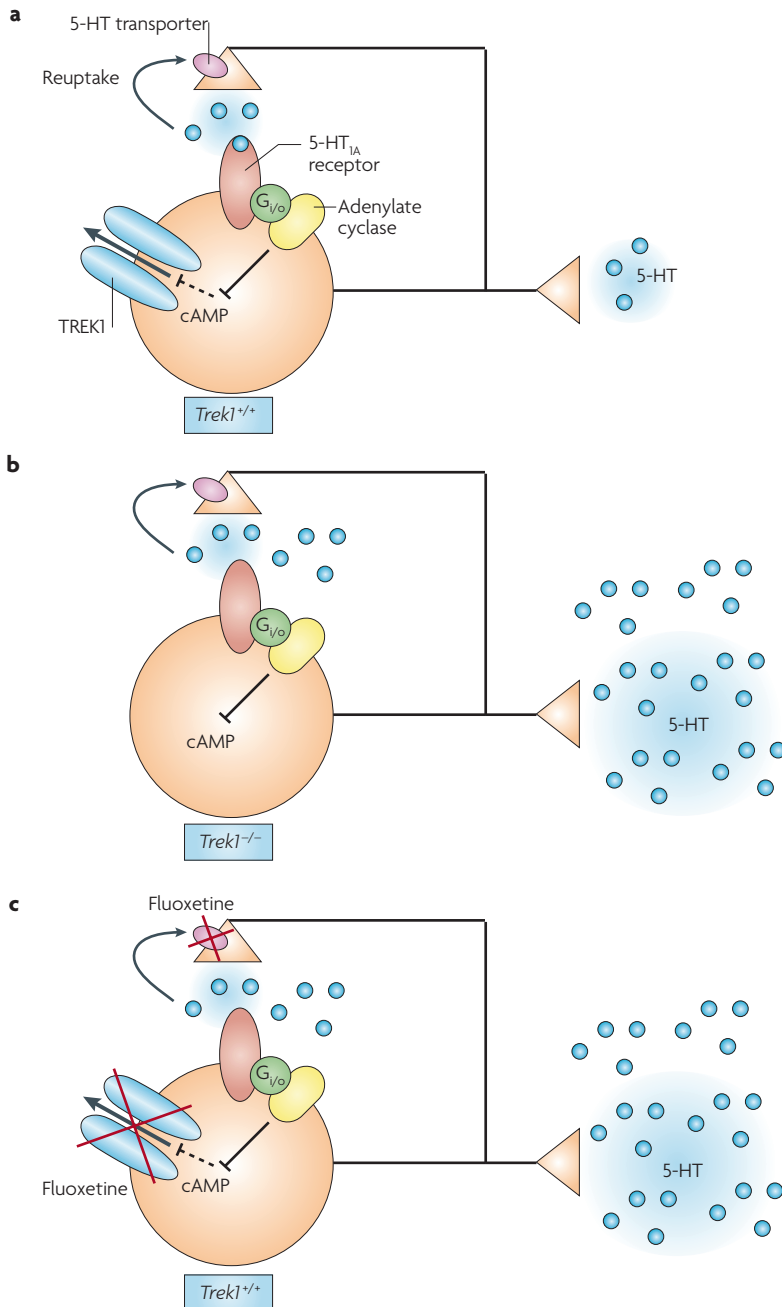 a
5-HT transporter
Reuptake
5-HT1A
receptor
Gi/o
Adenylate
cyclase
TREK1
cAMP
5-HT
Trek1+/+
b
Gi/o
cAMP
5-HT
Trek1−/−
c
Fluoxetine
Gi/o
Fluoxetine
cAMP
5-HT
Trek1+/+